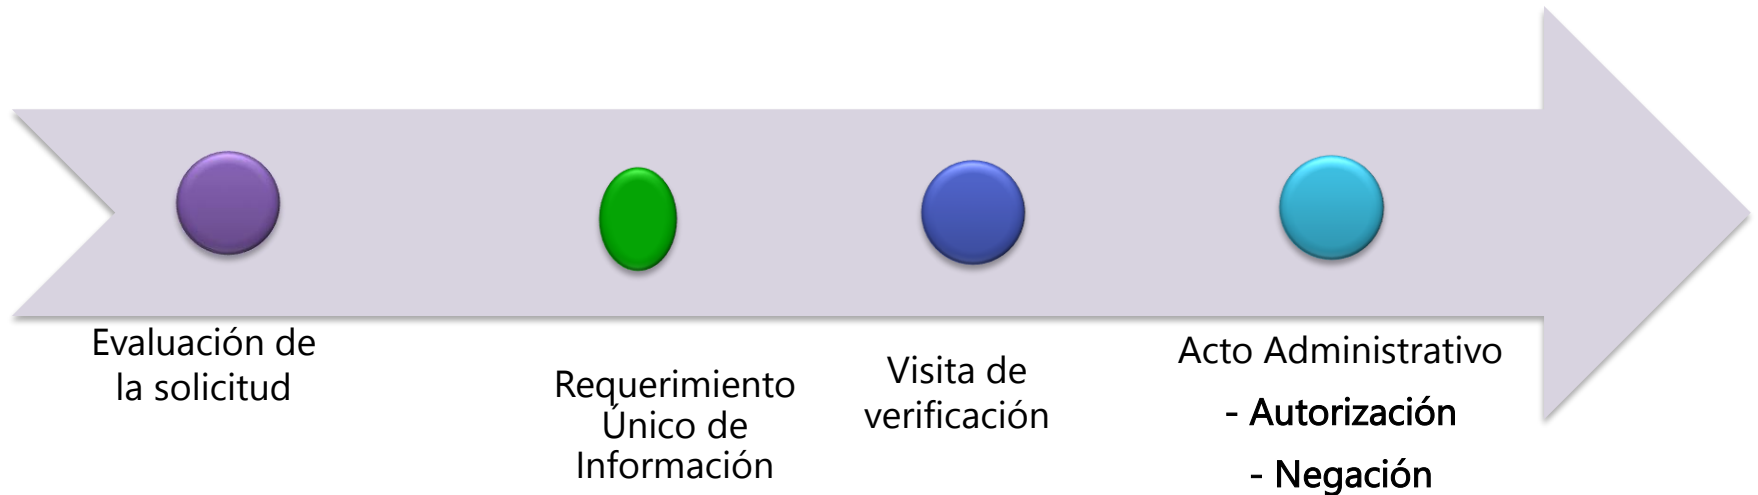 Evaluación de
la solicitud
Requerimiento
Único de
Información
Visita de
verificación
Acto Administrativo
- Autorización
- Negación